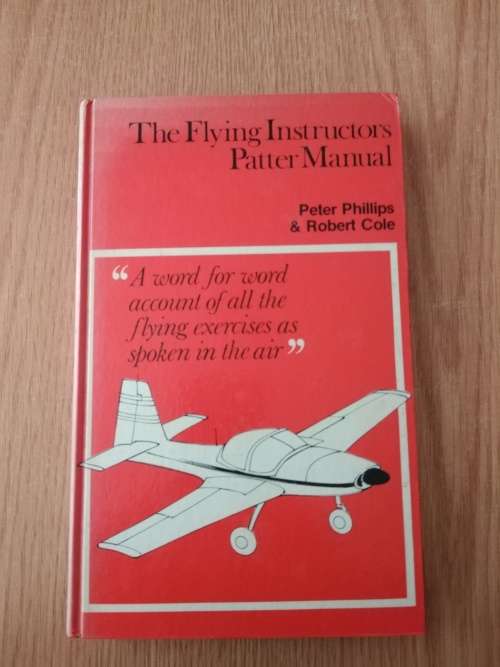 The Flying Instructors
Patter Manual
Peter Phillips
& Robert Cole
“A word for word
account of all the
flying exercises as
spoken in the air”